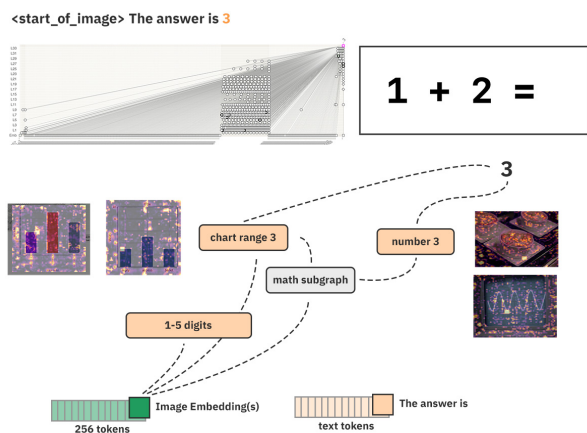 <start_of_image> The answer is 3
1 + 2 =
3
chart range 3
number 3
math subgraph
1-5 digits
Image Embedding(s)
256 tokens
The answer is
text tokens